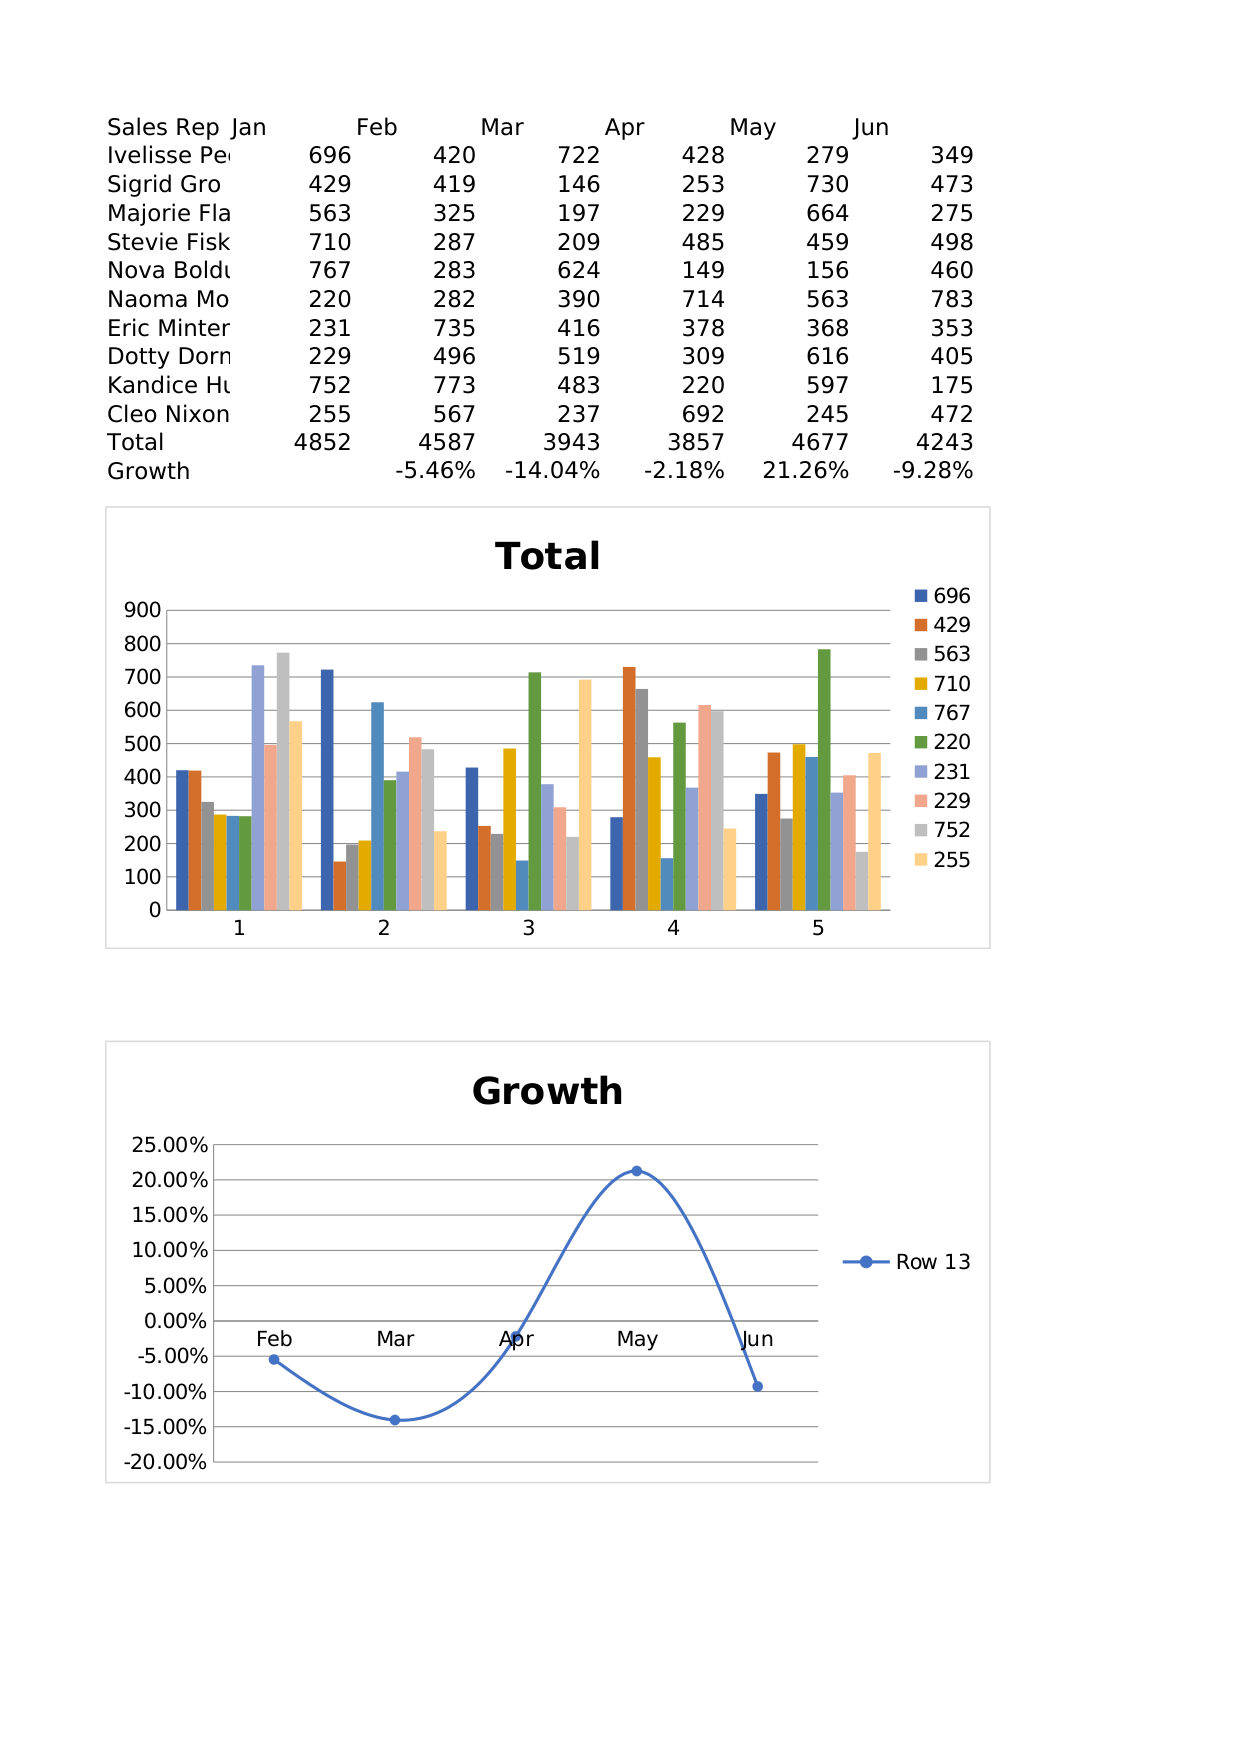 Sales Rep Jan Feb Mar Apr May Jun
Ivelisse Pe 696 420 722 428 279 349
Sigrid Gro 429 419 146 253 730 473
Majorie Fla 563 325 197 229 664 275
Stevie Fisk 710 287 209 485 459 498
Nova Boldu 767 283 624 149 156 460
Naoma Mo 220 282 390 714 563 783
Eric Minter 231 735 416 378 368 353
Dotty Dorn 229 496 519 309 616 405
Kandice Hu 752 773 483 220 597 175
Cleo Nixon 255 567 237 692 245 472
Total 4852 4587 3943 3857 4677 4243
Growth -5.46% -14.04% -2.18% 21.26% -9.28%
Total
900
800
700
600
500
400
300
200
100
0
1 2 3 4 5
696
429
563
710
767
220
231
229
752
255
Growth
25.00%
20.00%
15.00%
10.00%
5.00%
0.00%
-5.00%
-10.00%
-15.00%
-20.00%
Feb Mar Apr May Jun
Row 13